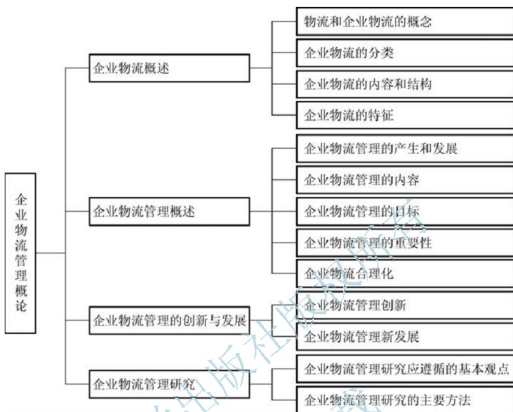 企业物流管理概论
企业物流概述
物流和企业物流的概念
企业物流的分类
企业物流的内容和结构
企业物流的特征
企业物流管理概述
企业物流管理的产生和发展
企业物流管理的内容
企业物流管理的目标
企业物流管理的重要性
企业物流合理化
企业物流管理的创新与发展
企业物流管理创新
企业物流管理新发展
企业物流管理研究
企业物流管理研究应遵循的基本观点
企业物流管理研究的主要方法
出版社版权所有